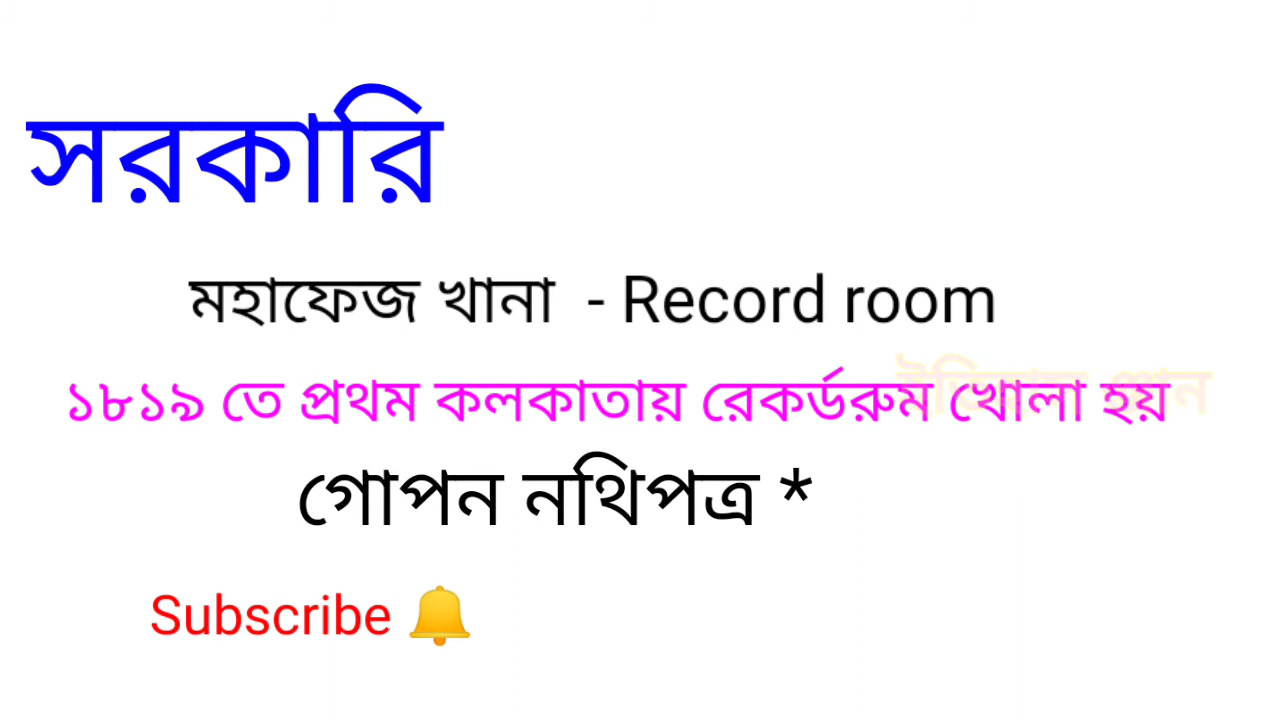 সরকারি
মহাফেজ খানা - Record room
১৮১৯ তে প্রথম কলকাতায় রেকর্ডরুম খোলা হয়
গোপন নথিপত্র *
Subscribe 🔔